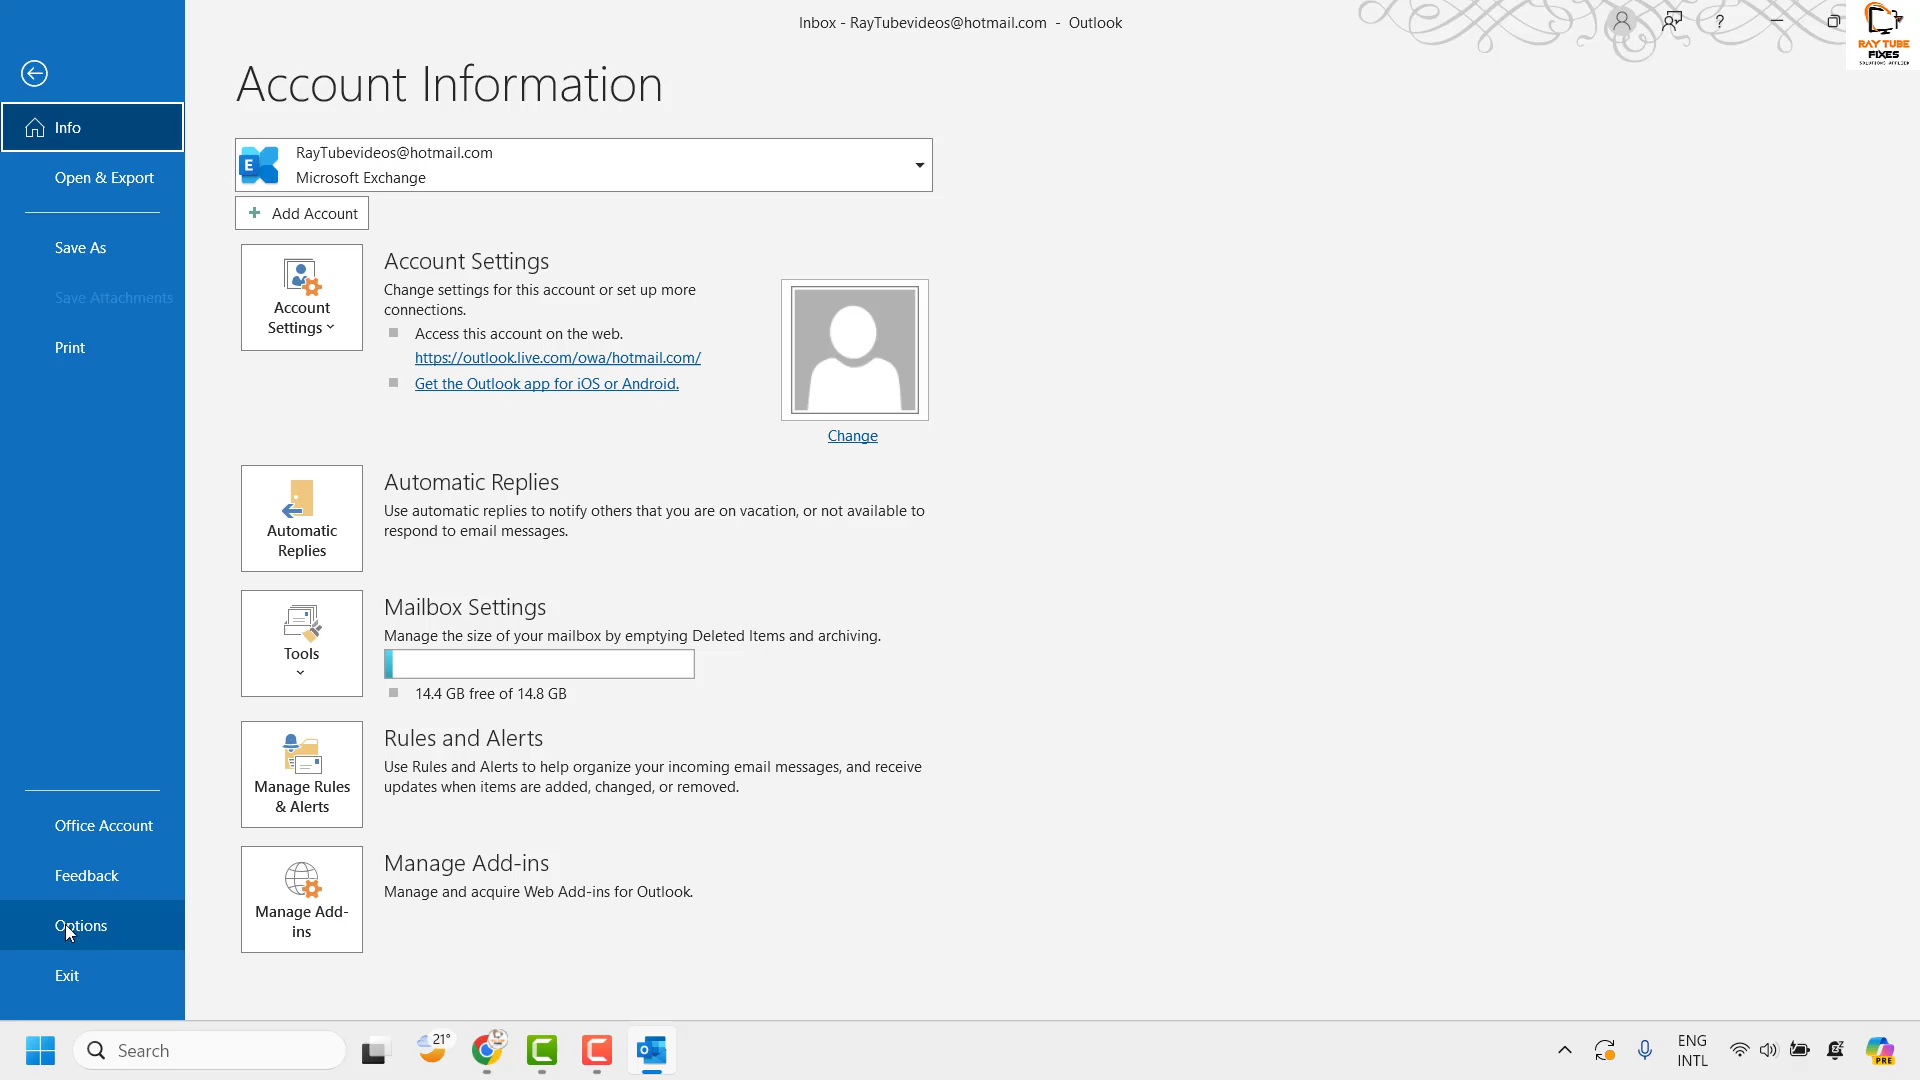 Inbox - RayTubevideos@hotmail.com - Outlook
?
RAY TUBE
FIXES
Account Information
Info
RayTubevideos@hotmail.com
Microsoft Exchange
Open & Export
Add Account
Save As
Save Attachments
Print
Account
Settings
Account Settings
Change settings for this account or set up more
connections.
Access this account on the web.
https://outlook.live.com/owa/hotmail.com/
Get the Outlook app for iOS or Android.
Change
Automatic
Replies
Automatic Replies
Use automatic replies to notify others that you are on vacation, or not available to
respond to email messages.
Tools
Mailbox Settings
Manage the size of your mailbox by emptying Deleted Items and archiving.
14.4 GB free of 14.8 GB
Manage Rules
& Alerts
Rules and Alerts
Use Rules and Alerts to help organize your incoming email messages, and receive
updates when items are added, changed, or removed.
Manage Add-
ins
Manage Add-ins
Manage and acquire Web Add-ins for Outlook.
Office Account
Feedback
Options
Exit
Search
21°
ENG
INTL
PRE